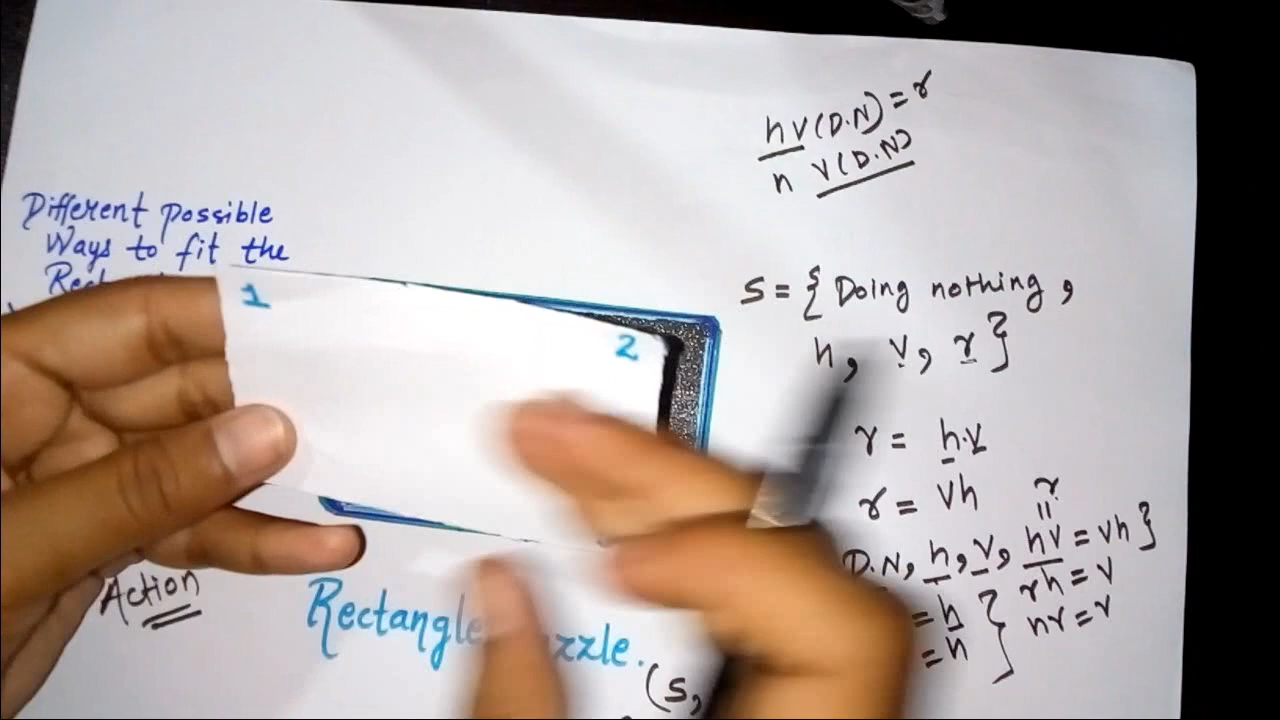 hv(D.N) = r
h v(D.N)
Different possible
Ways to fit the
1
2
S = { Doing nothing ,
h, v, r }
r = h.v
r = vh
r
॥
D.N, h, v, hv = vh }
rh = v
= h
hr = v
= h
Action
Rectangle
zzle.
(S,